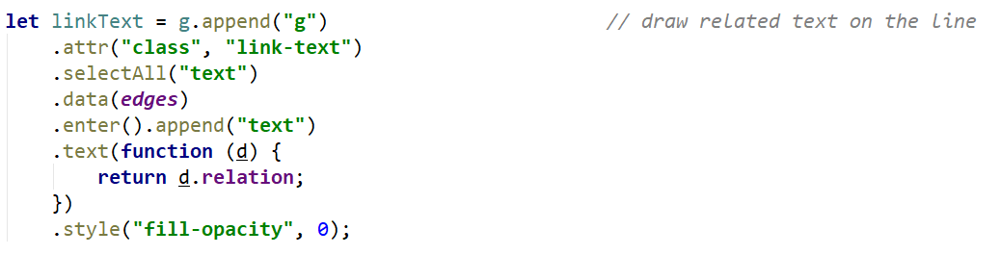 let linkText = g.append("g")                        // draw related text on the line
    .attr("class", "link-text")
    .selectAll("text")
    .data(edges)
    .enter().append("text")
    .text(function (d) {
        return d.relation;
    })
    .style("fill-opacity", 0);